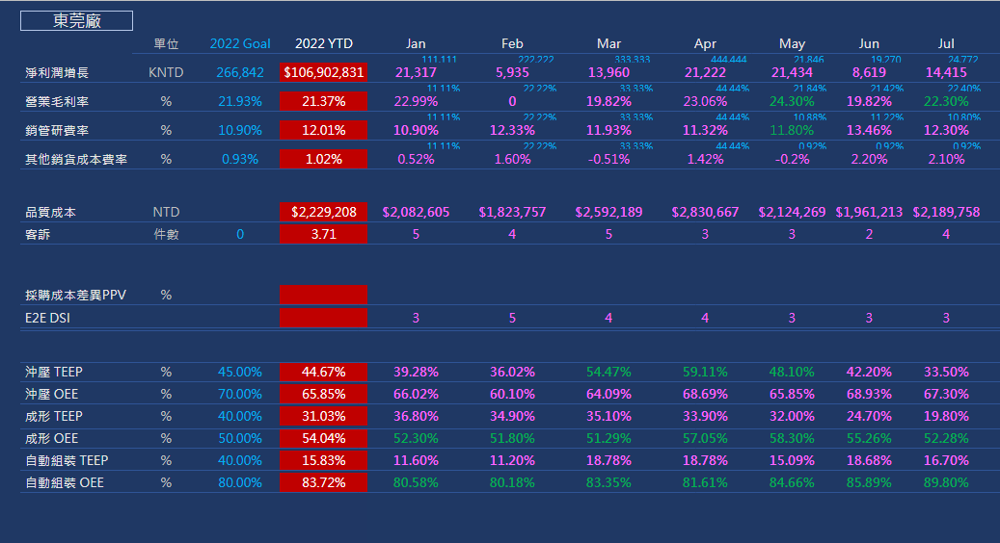 東莞廠
單位 2022 Goal 2022 YTD Jan Feb Mar Apr May Jun Jul
111,111 222,222 333,333 444,444 21,846 19,270 24,772
淨利潤增長 KNTD 266,842 $106,902,831 21,317 5,935 13,960 21,222 21,434 8,619 14,415
11.11% 22.22% 33.33% 44.44% 21.84% 21.42% 22.40%
營業毛利率 % 21.93% 21.37% 22.99% 0 19.82% 23.06% 24.30% 19.82% 22.30%
11.11% 22.22% 33.33% 44.44% 10.88% 11.22% 10.80%
銷管研費率 % 10.90% 12.01% 10.90% 12.33% 11.93% 11.32% 11.80% 13.46% 12.30%
11.11% 22.22% 33.33% 44.44% 0.92% 0.92% 0.92%
其他銷貨成本費率 % 0.93% 1.02% 0.52% 1.60% -0.51% 1.42% -0.2% 2.20% 2.10%
品質成本 NTD $2,229,208 $2,082,605 $1,823,757 $2,592,189 $2,830,667 $2,124,269 $1,961,213 $2,189,758
客訴 件數 0 3.71 5 4 5 3 3 2 4
採購成本差異PPV %
E2E DSI 3 5 4 4 3 3 3
沖壓 TEEP % 45.00% 44.67% 39.28% 36.02% 54.47% 59.11% 48.10% 42.20% 33.50%
沖壓 OEE % 70.00% 65.85% 66.02% 60.10% 64.09% 68.69% 65.85% 68.93% 67.30%
成形 TEEP % 40.00% 31.03% 36.80% 34.90% 35.10% 33.90% 32.00% 24.70% 19.80%
成形 OEE % 50.00% 54.04% 52.30% 51.80% 51.29% 57.05% 58.30% 55.26% 52.28%
自動組裝 TEEP % 40.00% 15.83% 11.60% 11.20% 18.78% 18.78% 15.09% 18.68% 16.70%
自動組裝 OEE % 80.00% 83.72% 80.58% 80.18% 83.35% 81.61% 84.66% 85.89% 89.80%